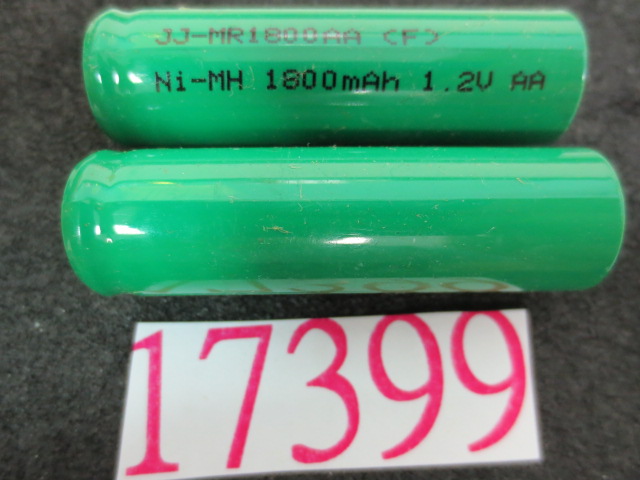 JJ-MR1800AA (F)
Ni-MH 1800mAh 1.2V AA
17399